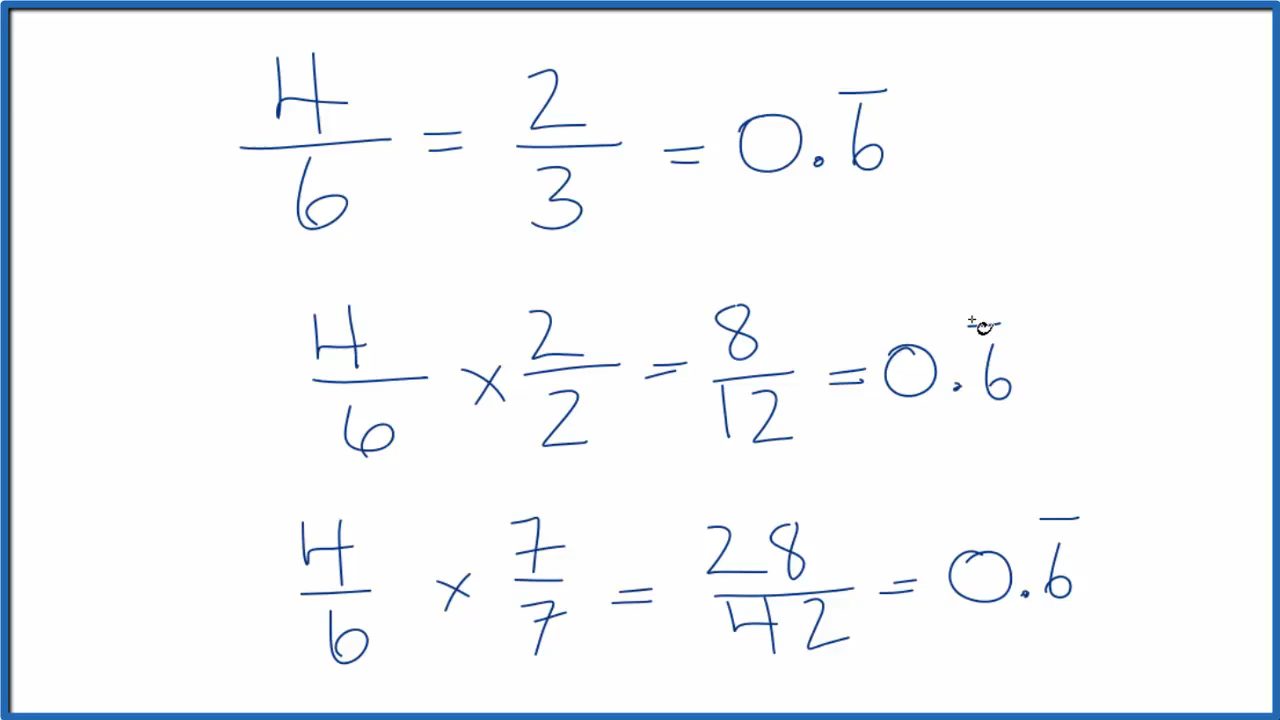 4/6 = 2/3 = 0.6̅
4/6 × 2/2 = 8/12 = 0.6̅
4/6 × 7/7 = 28/42 = 0.6̅